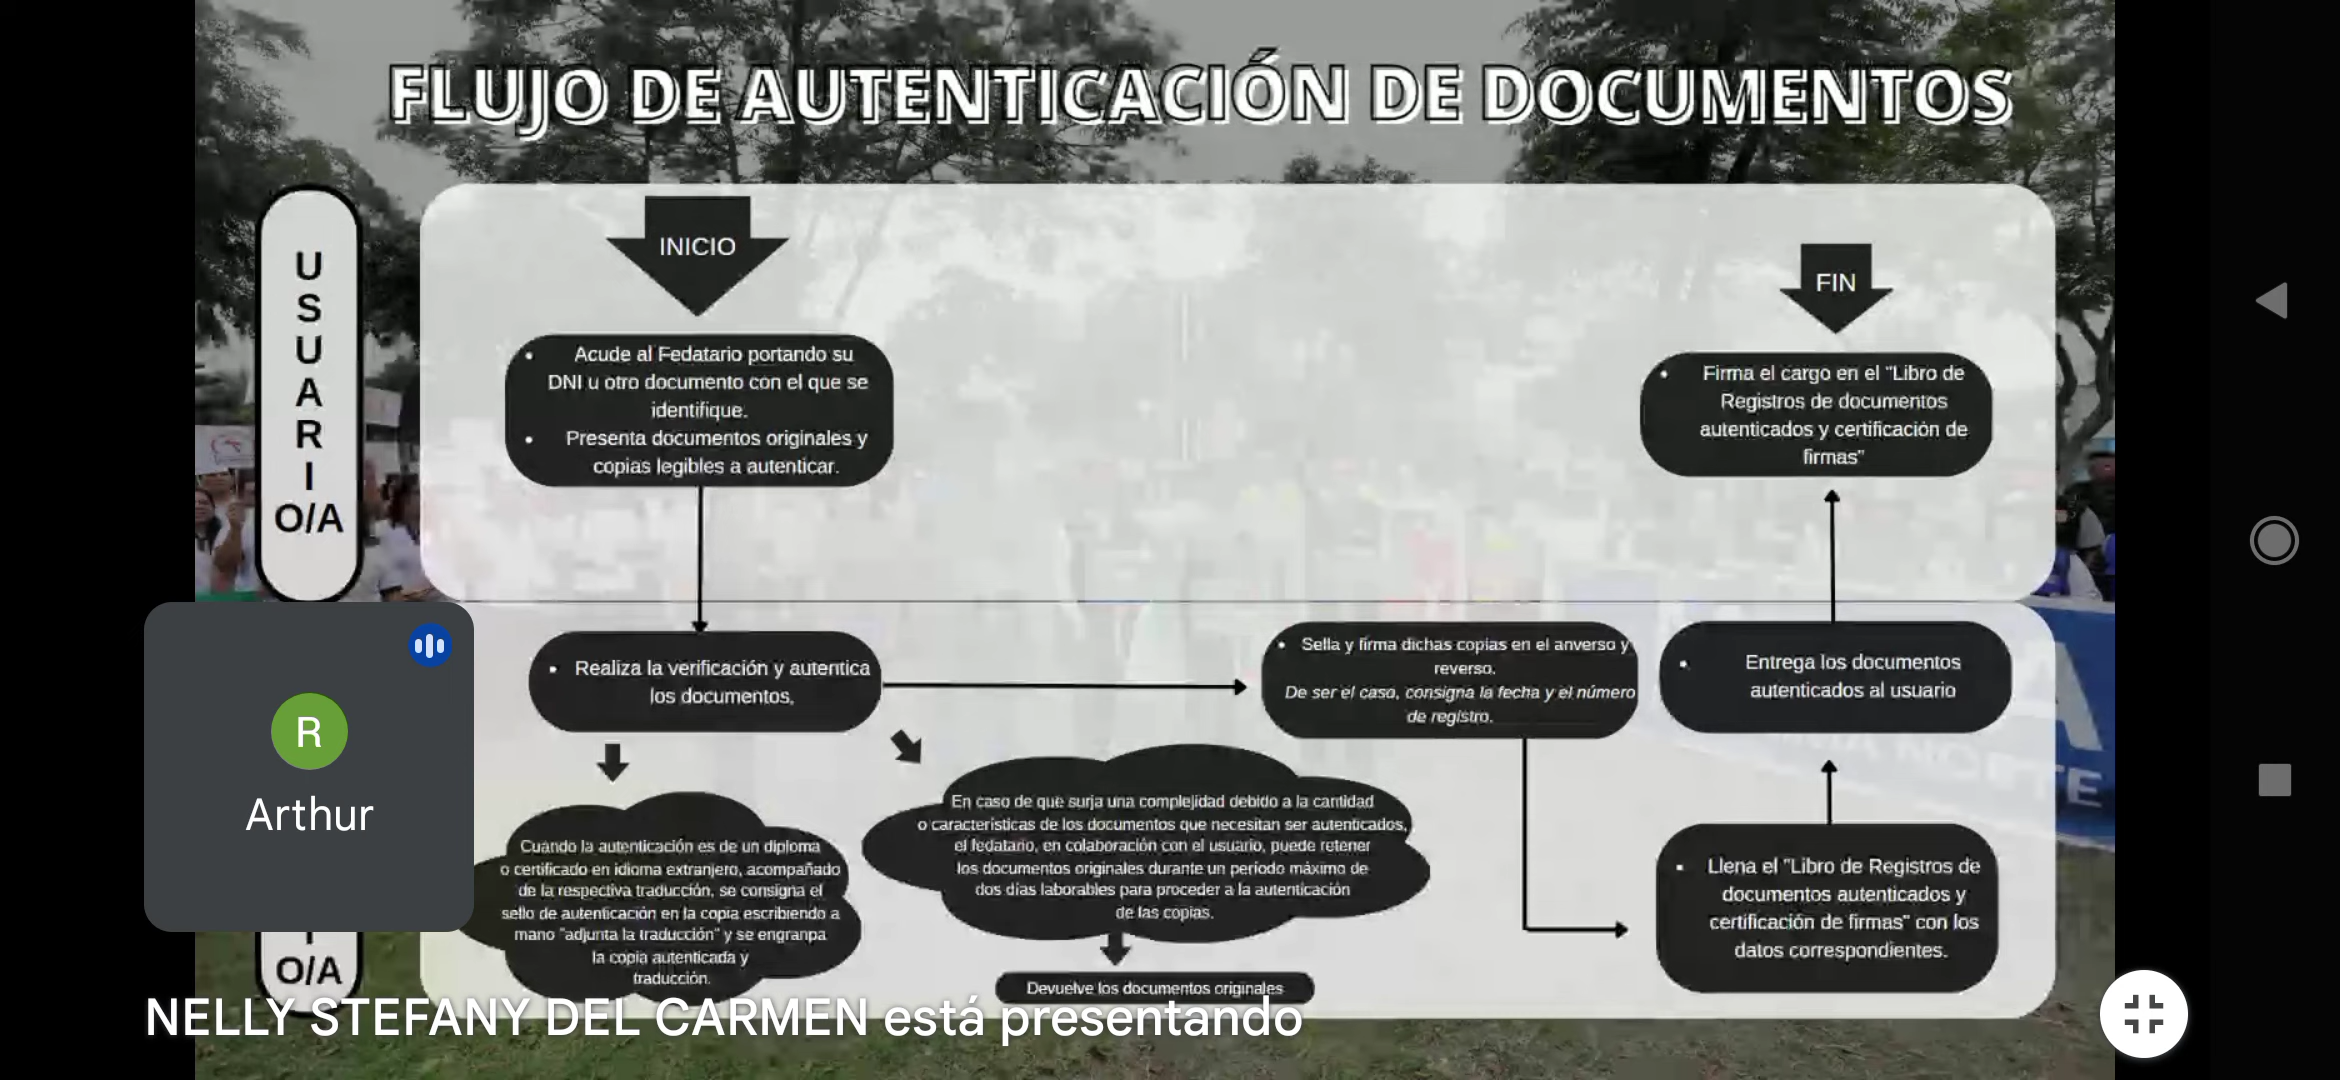 FLUJO DE AUTENTICACIÓN DE DOCUMENTOS
U
S
U
A
R
I
O/A
INICIO
• Acude al Fedatario portando su
DNI u otro documento con el que se
identifique.
• Presenta documentos originales y
copias legibles a autenticar.
FIN
• Firma el cargo en el "Libro de
Registros de documentos
autenticados y certificación de
firmas"
• Realiza la verificación y autentica
los documentos,
• Sella y firma dichas copias en el anverso y
reverso.
De ser el caso, consigna la fecha y el número
de registro.
• Entrega los documentos
autenticados al usuario
R
Arthur
Cuando la autenticación es de un diploma
o certificado en idioma extranjero, acompañado
de la respectiva traducción, se consigna el
sello de autenticación en la copia escribiendo a
mano "adjunta la traducción" y se engranpa
la copia autenticada y
traducción.
En caso de que surja una complejidad debido a la cantidad
o características de los documentos que necesitan ser autenticados,
el fedatario, en colaboración con el usuario, puede retener
los documentos originales durante un período máximo de
dos días laborables para proceder a la autenticación
de las copias.
Devuelve los documentos originales
• Llena el "Libro de Registros de
documentos autenticados y
certificación de firmas" con los
datos correspondientes.
O/A
NORTE
NELLY STEFANY DEL CARMEN está presentando